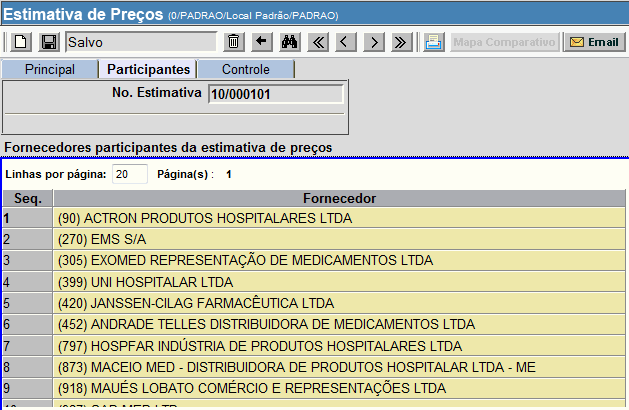 Estimativa de Preços (0/PADRAO/Local Padrão/PADRAO)
Salvo Mapa Comparativo Email
Principal Participantes Controle
No. Estimativa 10/000101
Fornecedores participantes da estimativa de preços
Linhas por página: 20 Página(s) : 1
Seq. Fornecedor
1 (90) ACTRON PRODUTOS HOSPITALARES LTDA
2 (270) EMS S/A
3 (305) EXOMED REPRESENTAÇÃO DE MEDICAMENTOS LTDA
4 (399) UNI HOSPITALAR LTDA
5 (420) JANSSEN-CILAG FARMACÊUTICA LTDA
6 (452) ANDRADE TELLES DISTRIBUIDORA DE MEDICAMENTOS LTDA
7 (797) HOSPFAR INDÚSTRIA DE PRODUTOS HOSPITALARES LTDA
8 (873) MACEIO MED - DISTRIBUIDORA DE PRODUTOS HOSPITALAR LTDA - ME
9 (918) MAUÉS LOBATO COMÉRCIO E REPRESENTAÇÕES LTDA